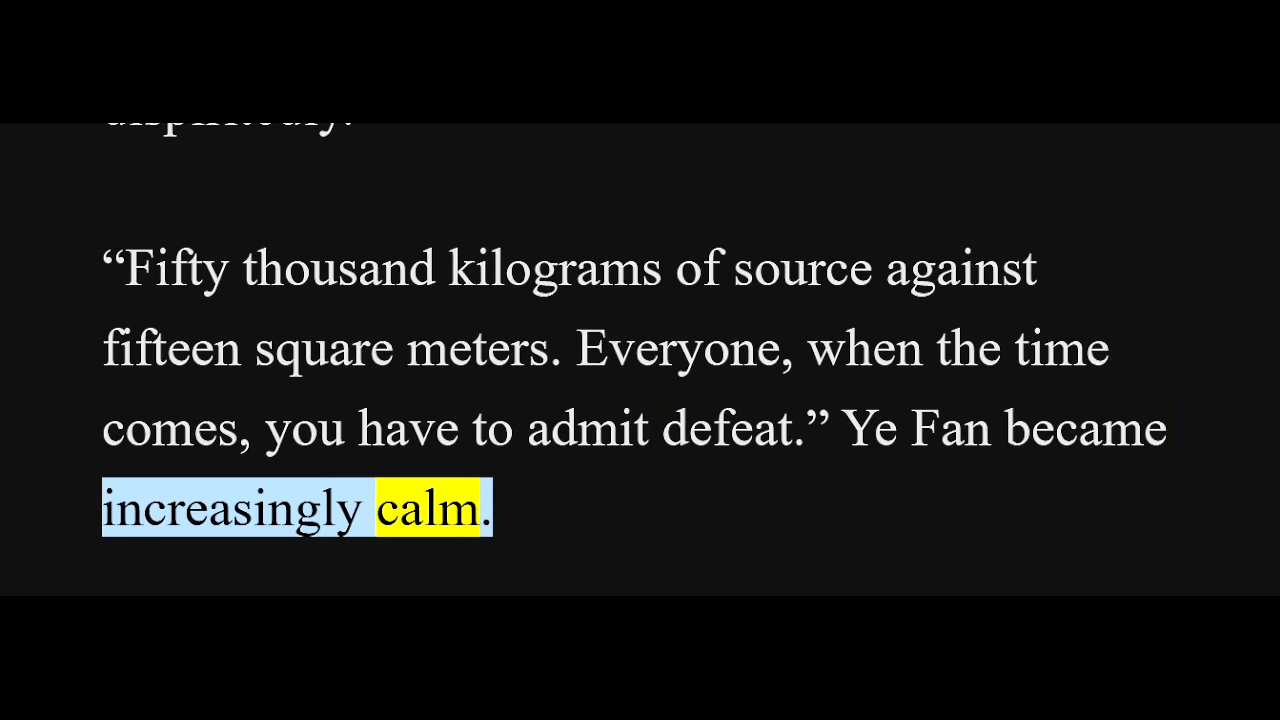 “Fifty thousand kilograms of source against
fifteen square meters. Everyone, when the time
comes, you have to admit defeat.” Ye Fan became
increasingly calm.